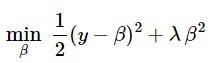 min_β 1/2 (y − β)² + λ β²